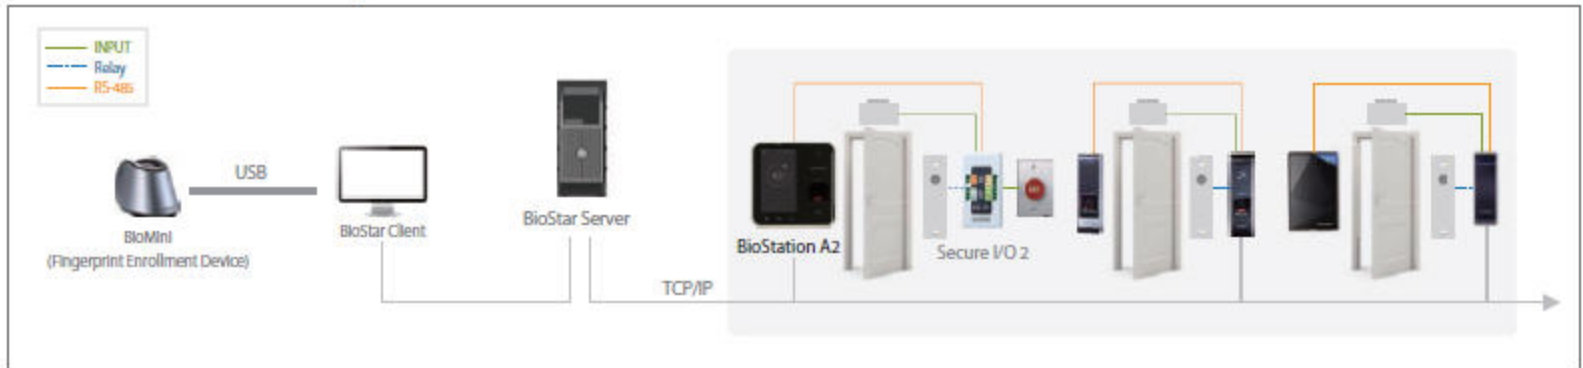 INPUT
Relay
RS-485
USB
BioMini
(Fingerprint Enrollment Device)
BioStar Client
BioStar Server
TCP/IP
BioStation A2
Secure I/O 2